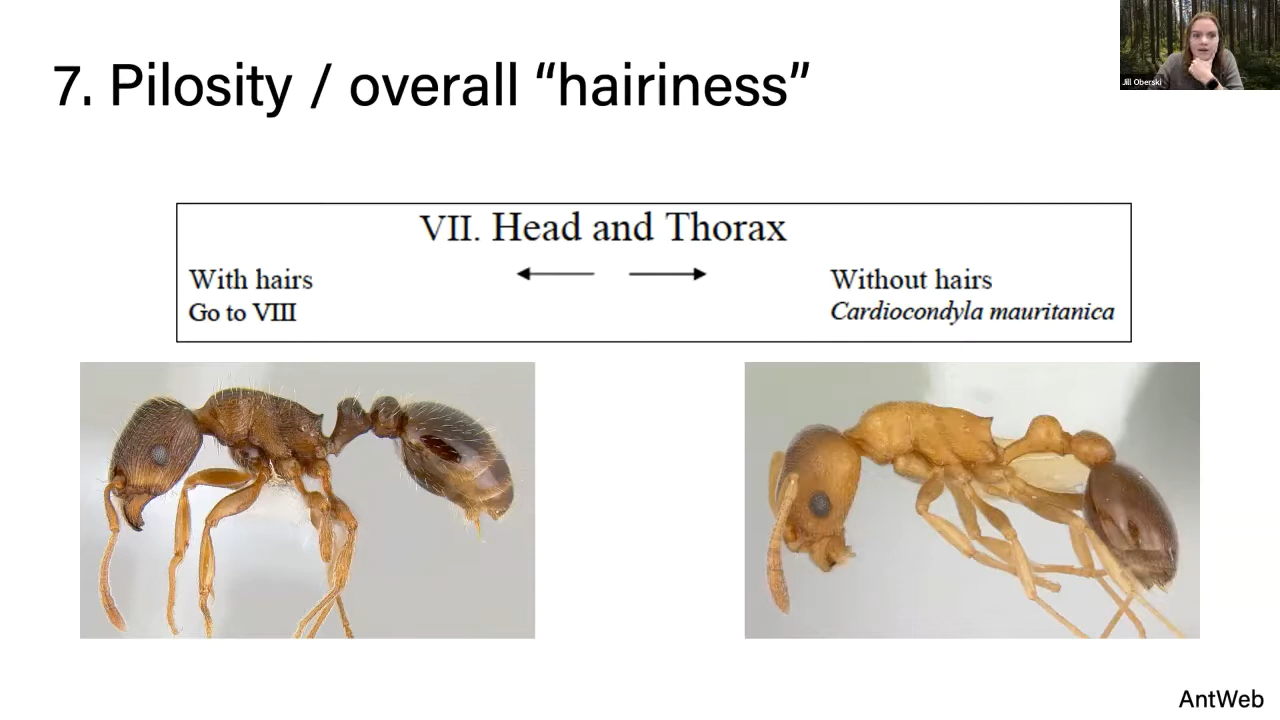 7. Pilosity / overall “hairiness”
Jill Oberski
VII. Head and Thorax
With hairs
Go to VIII
Without hairs
Cardiocondyla mauritanica
AntWeb